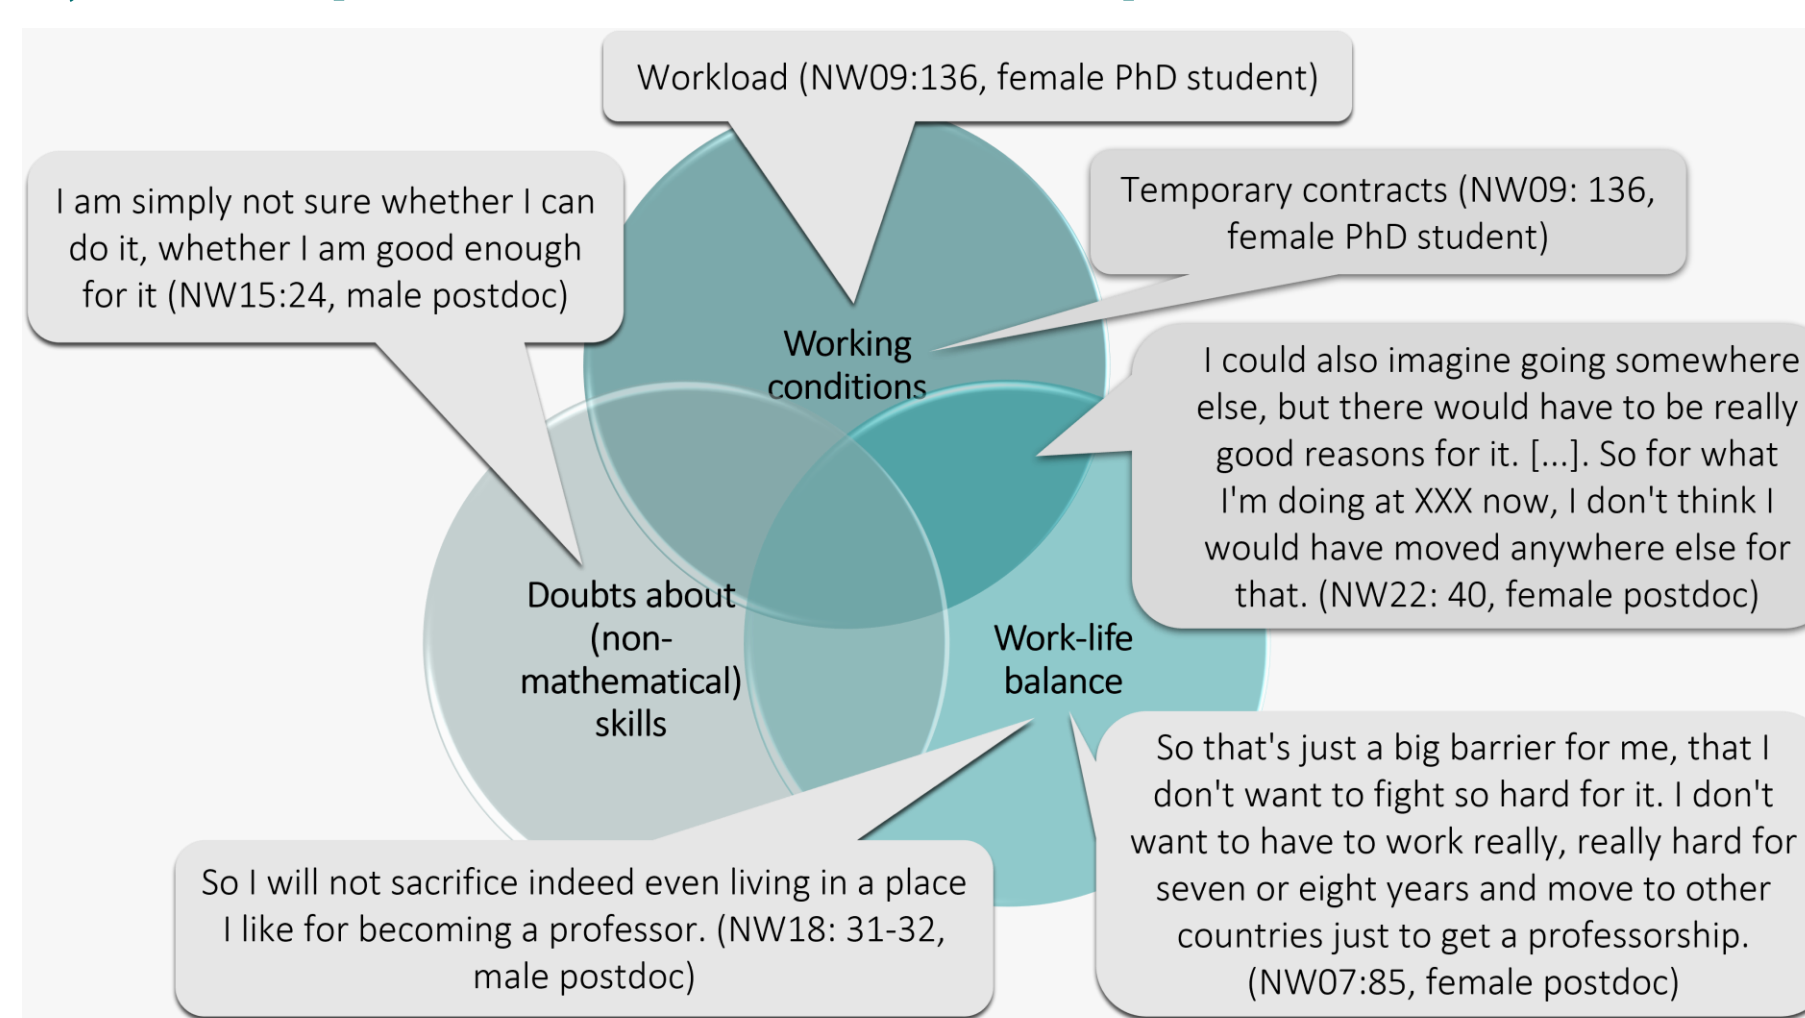 Workload (NW09:136, female PhD student)
I am simply not sure whether I can
do it, whether I am good enough
for it (NW15:24, male postdoc)
Temporary contracts (NW09: 136,
female PhD student)
Working
conditions
I could also imagine going somewhere
else, but there would have to be really
good reasons for it. [...]. So for what
I'm doing at XXX now, I don't think I
would have moved anywhere else for
that. (NW22: 40, female postdoc)
Doubts about
(non-
mathematical)
skills
Work-life
balance
So I will not sacrifice indeed even living in a place
I like for becoming a professor. (NW18: 31-32,
male postdoc)
So that's just a big barrier for me, that I
don't want to fight so hard for it. I don't
want to have to work really, really hard for
seven or eight years and move to other
countries just to get a professorship.
(NW07:85, female postdoc)